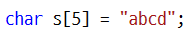 char s[5] = "abcd";